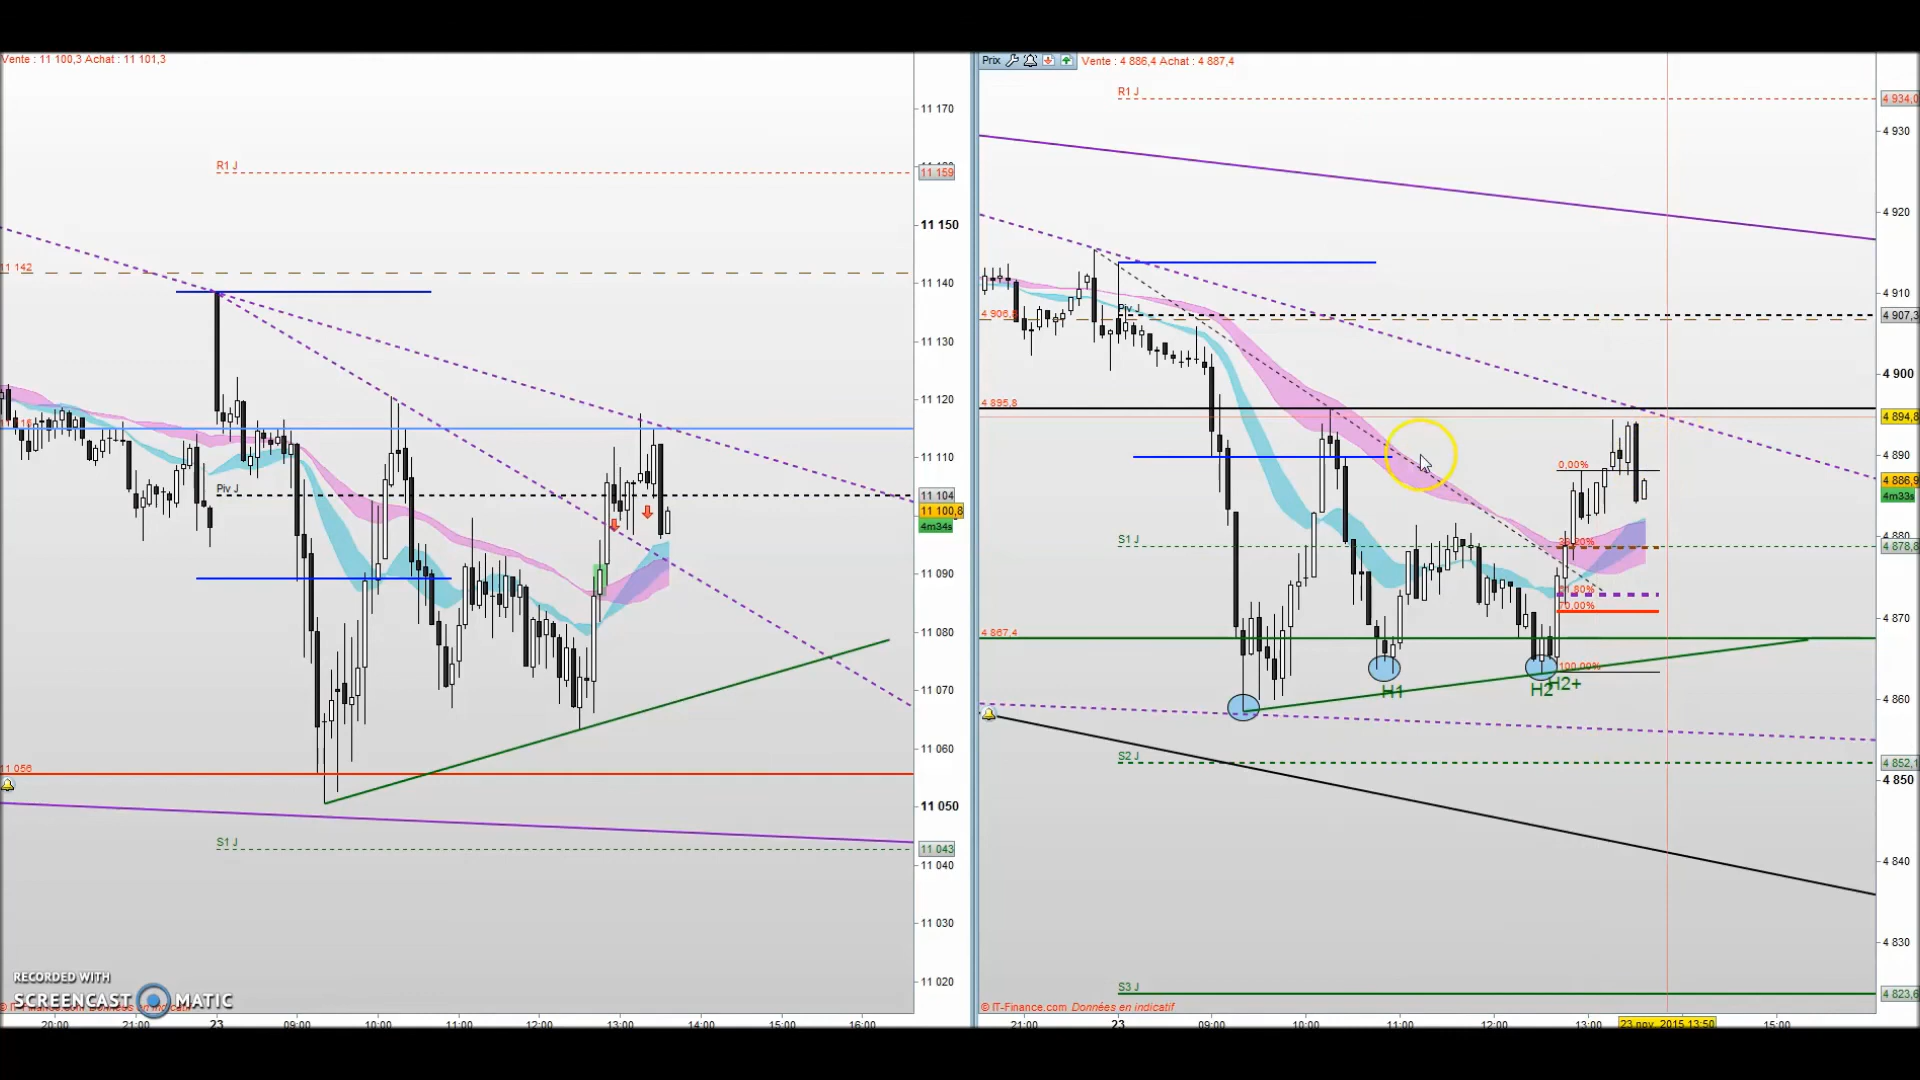 Vente : 11 100,3 Achat : 11 101,3
11 170
R1 J
11 159
11 150
11 142
11 140
11 130
11 120
11 110
Piv J
11 104
11 100,8
4m34s
11 090
11 080
11 070
11 060
11 056
11 050
S1 J
11 043
11 040
11 030
11 020
RECORDED WITH
SCREENCAST MATIC
20:00 21:00 23 09:00 10:00 11:00 12:00 13:00 14:00 15:00 16:00
Prix Vente : 4 886,4 Achat : 4 887,4
R1 J
4 934,0
4 930
4 920
4 910
Piv J
4 906,8
4 907,3
4 900
4 895,8
4 894,8
4 890
0,00%
4 886,9
4m33s
4 880
S1 J
4 878,8
70,00%
4 870
4 867,4
100,00%
H1
H2
H2+
4 860
S2 J
4 852,1
4 850
4 840
4 830
S3 J
4 823,6
© IT-Finance.com Données en indicatif
21:00 23 09:00 10:00 11:00 12:00 13:00 23 nov. 2015 13:50 15:00